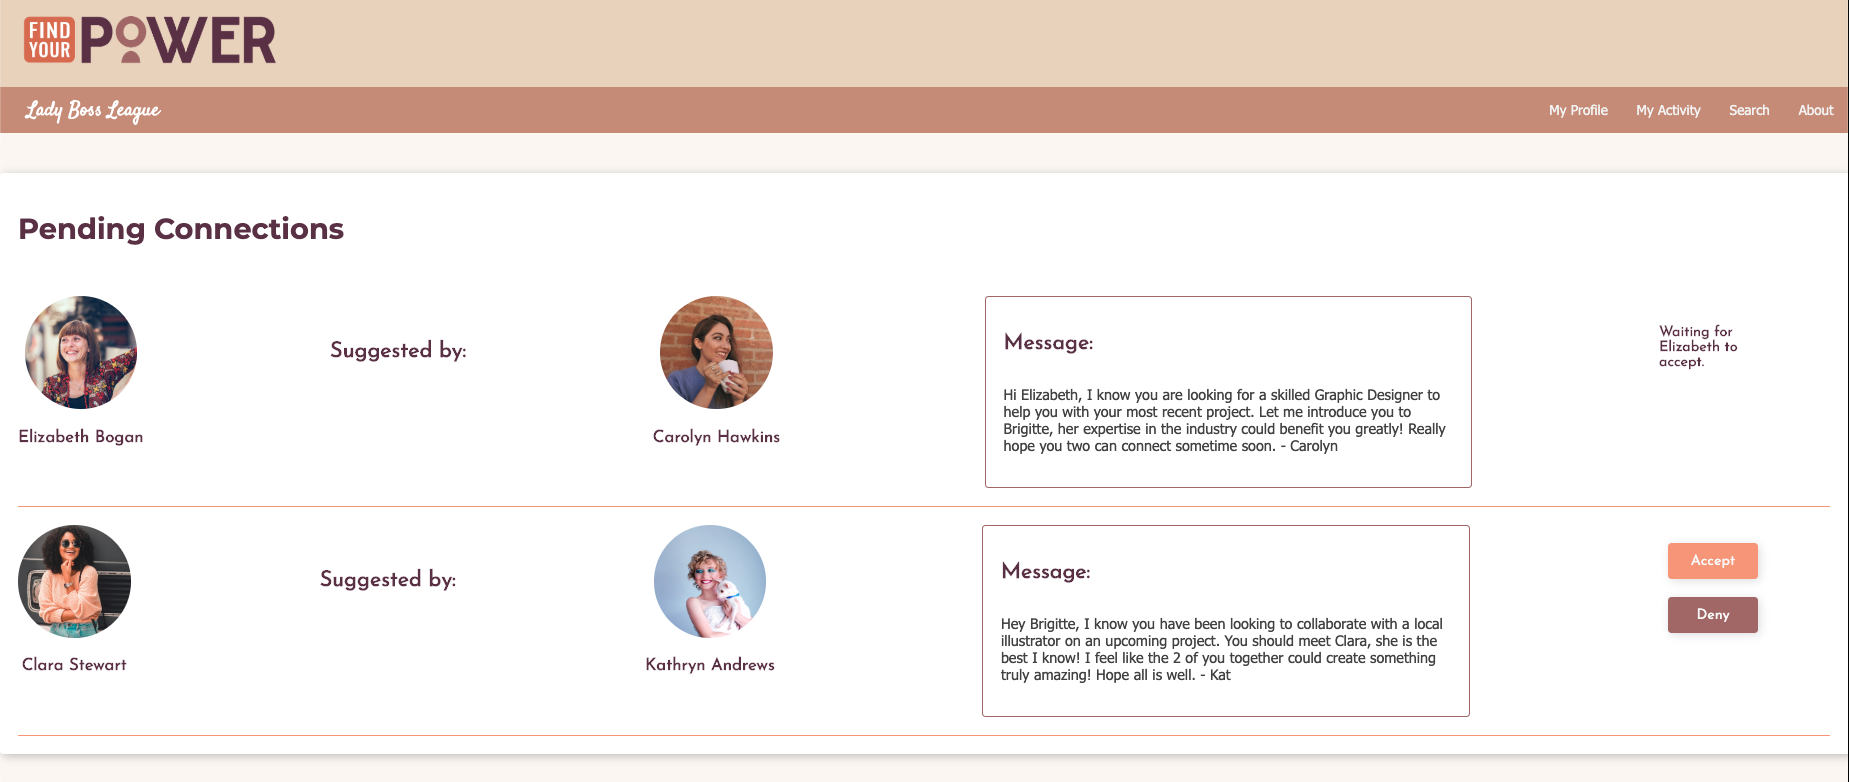 FIND
YOUR
POWER
Lady Boss League
My Profile My Activity Search About
Pending Connections
Elizabeth Bogan
Suggested by:
Carolyn Hawkins
Message:
Hi Elizabeth, I know you are looking for a skilled Graphic Designer to
help you with your most recent project. Let me introduce you to
Brigitte, her expertise in the industry could benefit you greatly! Really
hope you two can connect sometime soon. - Carolyn
Waiting for
Elizabeth to
accept.
Clara Stewart
Suggested by:
Kathryn Andrews
Message:
Hey Brigitte, I know you have been looking to collaborate with a local
illustrator on an upcoming project. You should meet Clara, she is the
best I know! I feel like the 2 of you together could create something
truly amazing! Hope all is well. - Kat
Accept
Deny